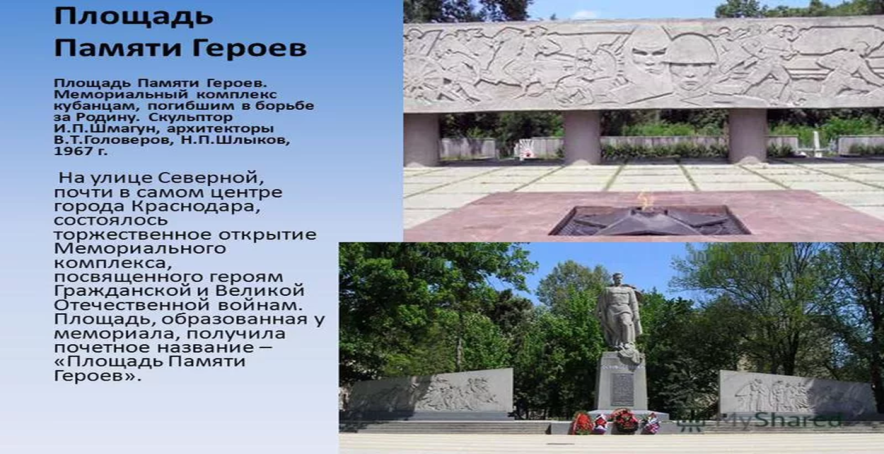 Площадь
Памяти Героев
Площадь Памяти Героев.
Мемориальный комплекс
кубанцам, погибшим в борьбе
за Родину. Скульптор
И.П.Шмагун, архитекторы
В.Т.Головеров, Н.П.Шлыков,
1967 г.
На улице Северной,
почти в самом центре
города Краснодара,
состоялось
торжественное открытие
Мемориального
комплекса,
посвященного героям
Гражданской и Великой
Отечественной войнам.
Площадь, образованная у
мемориала, получила
почетное название –
«Площадь Памяти
Героев».
MyShared